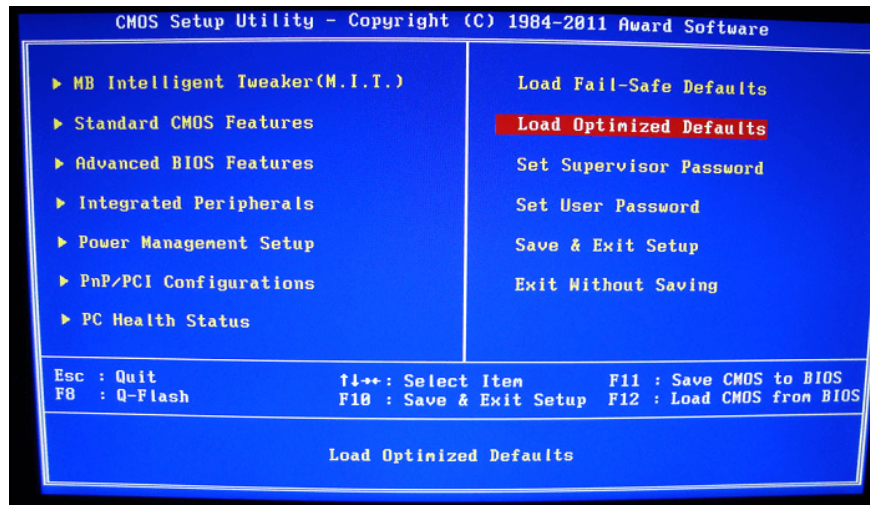 CMOS Setup Utility - Copyright (C) 1984-2011 Award Software
▶ MB Intelligent Tweaker(M.I.T.)
▶ Standard CMOS Features
▶ Advanced BIOS Features
▶ Integrated Peripherals
▶ Power Management Setup
▶ PnP/PCI Configurations
▶ PC Health Status
Load Fail-Safe Defaults
Load Optimized Defaults
Set Supervisor Password
Set User Password
Save & Exit Setup
Exit Without Saving
Esc : Quit ↑↓→←: Select Item F11 : Save CMOS to BIOS
F8 : Q-Flash F10 : Save & Exit Setup F12 : Load CMOS from BIOS
Load Optimized Defaults